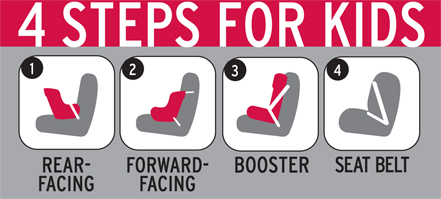 4 STEPS FOR KIDS
1 2 3 4
REAR-
FACING
FORWARD-
FACING
BOOSTER
SEAT BELT